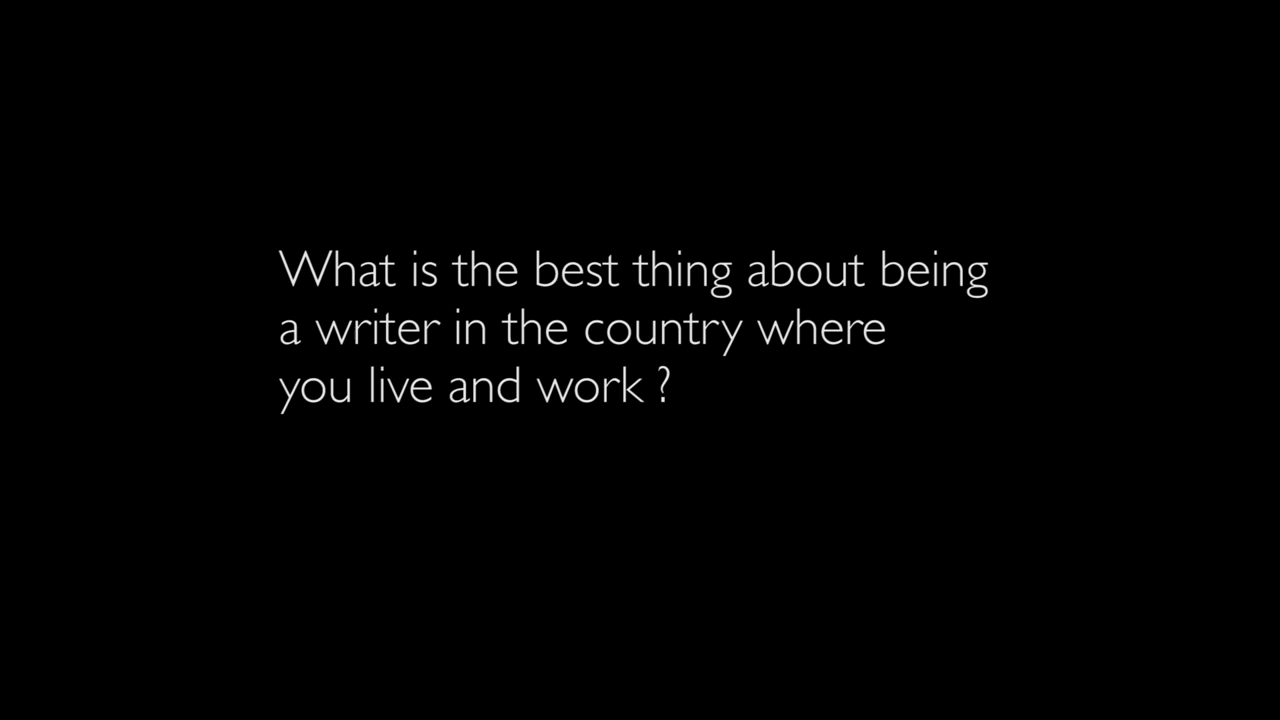 What is the best thing about being
a writer in the country where
you live and work ?